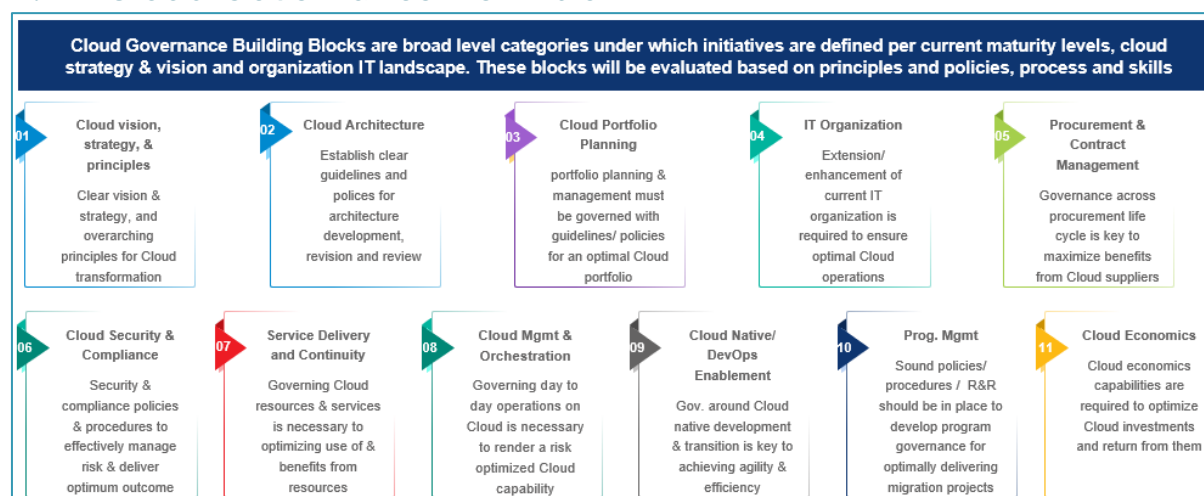 Cloud Governance Building Blocks are broad level categories under which initiatives are defined per current maturity levels, cloud
strategy & vision and organization IT landscape. These blocks will be evaluated based on principles and policies, process and skills
01
Cloud vision,
strategy, &
principles
Clear vision &
strategy, and
overarching
principles for Cloud
transformation
02
Cloud Architecture
Establish clear
guidelines and
polices for
architecture
development,
revision and review
03
Cloud Portfolio
Planning
portfolio planning &
management must
be governed with
guidelines/ policies
for an optimal Cloud
portfolio
04
IT Organization
Extension/
enhancement of
current IT
organization is
required to ensure
optimal Cloud
operations
05
Procurement &
Contract
Management
Governance across
procurement life
cycle is key to
maximize benefits
from Cloud suppliers
06
Cloud Security &
Compliance
Security &
compliance policies
& procedures to
effectively manage
risk & deliver
optimum outcome
07
Service Delivery
and Continuity
Governing Cloud
resources & services
is necessary to
optimizing use of &
benefits from
resources
08
Cloud Mgmt &
Orchestration
Governing day to
day operations on
Cloud is necessary
to render a risk
optimized Cloud
capability
09
Cloud Native/
DevOps
Enablement
Gov. around Cloud
native development
& transition is key to
achieving agility &
efficiency
10
Prog. Mgmt
Sound policies/
procedures / R&R
should be in place to
develop program
governance for
optimally delivering
migration projects
11
Cloud Economics
Cloud economics
capabilities are
required to optimize
Cloud investments
and return from them